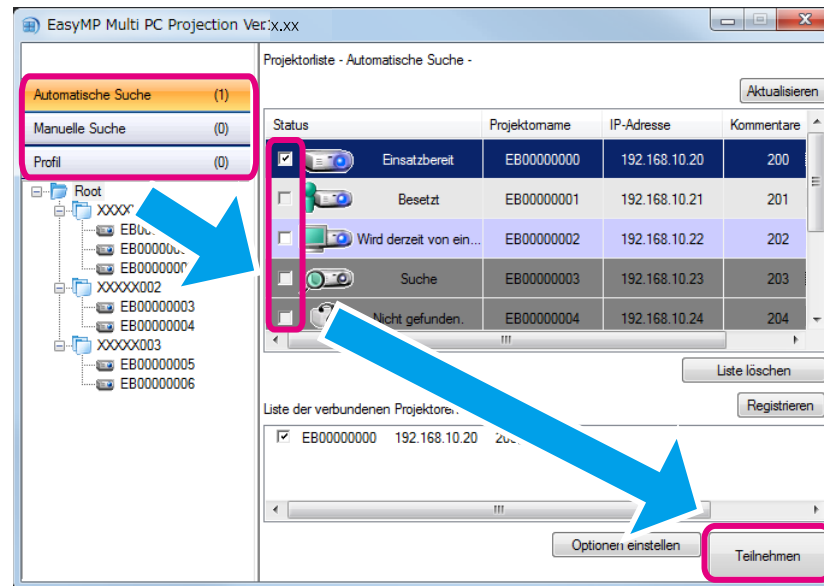 EasyMP Multi PC Projection Ver.x.xx
Automatische Suche (1)
Manuelle Suche (0)
Profil (0)
Root
EB00000003
XXXXX002
EB00000003
EB00000004
XXXXX003
EB00000005
EB00000006
Projektorliste - Automatische Suche -
Aktualisieren
Status Projektorname IP-Adresse Kommentare
Einsatzbereit EB00000000 192.168.10.20 200
Besetzt EB00000001 192.168.10.21 201
Wird derzeit von ein... EB00000002 192.168.10.22 202
Suche EB00000003 192.168.10.23 203
Nicht gefunden. EB00000004 192.168.10.24 204
Liste löschen
Liste der verbundenen Projektoren
Registrieren
EB00000000 192.168.10.20
Optionen einstellen
Teilnehmen